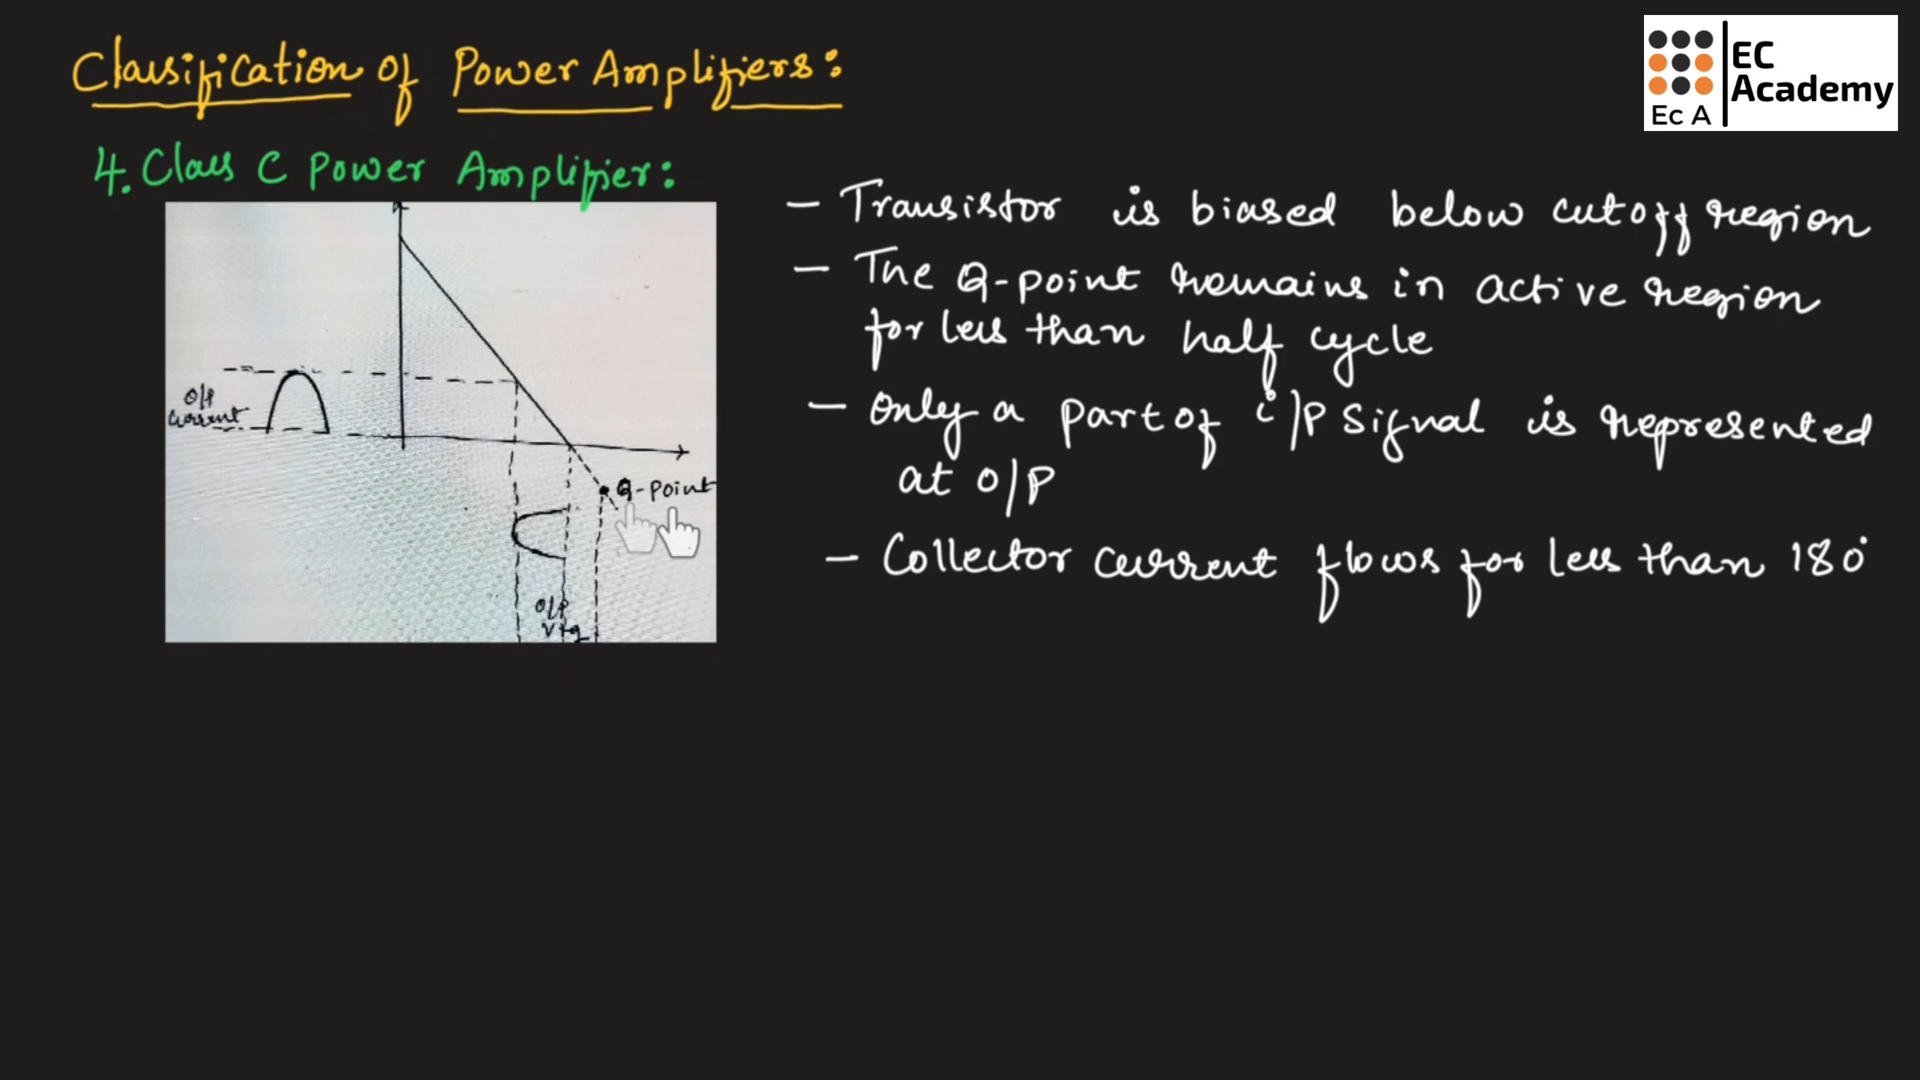 Classification of Power Amplifiers:
EC
Academy
Ec A
4. Class C Power Amplifier:
- Transistor is biased below cutoff region
- The Q-point remains in active region
for less than half cycle
- Only a part of i/p signal is represented
at O/P
- Collector current flows for less than 180°
O/P
current
Q-point
O/P
Vtg